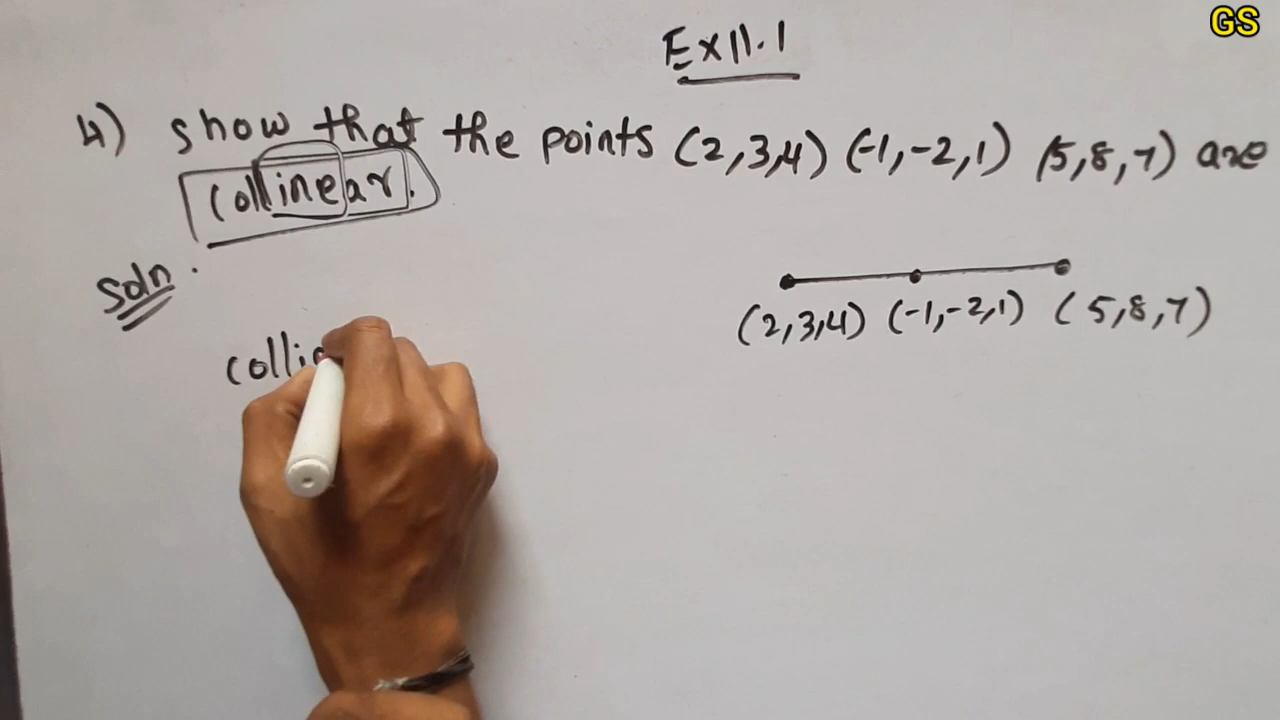 GS
Ex 11.1
4) show that the points (2,3,4) (-1,-2,1) (5,8,7) are
collinear.
Soln.
(2,3,4) (-1,-2,1) (5,8,7)